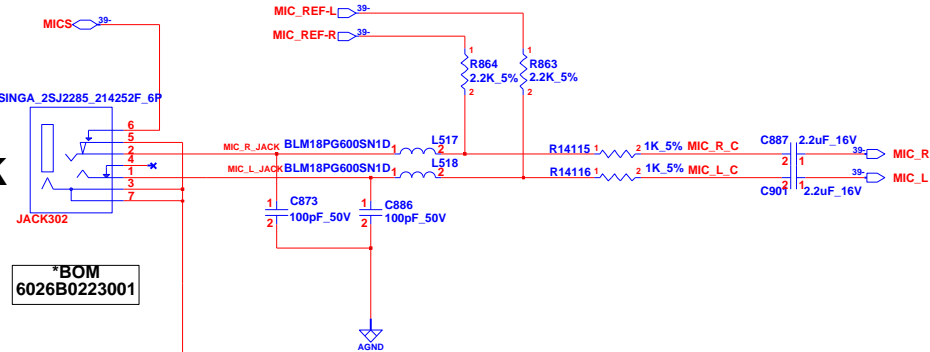 MIC_REF-L 39-
MICS 39-
MIC_REF-R 39-
1 1
R864 R863
2.2K_5% 2.2K_5%
2 2
SINGA_2SJ2285_214252F_6P
6
5
2
4
1
3
7
JACK302
MIC_R_JACK BLM18PG600SN1D 1 2 L517
MIC_L_JACK BLM18PG600SN1D 1 2 L518
R14115 1 2 1K_5% MIC_R_C
R14116 1 2 1K_5% MIC_L_C
C887 2.2uF_16V
2 1 39- MIC_R
2 1 39- MIC_L
C901 2.2uF_16V
K
1 C873 1 C886
2 100pF_50V 2 100pF_50V
*BOM
6026B0223001
AGND